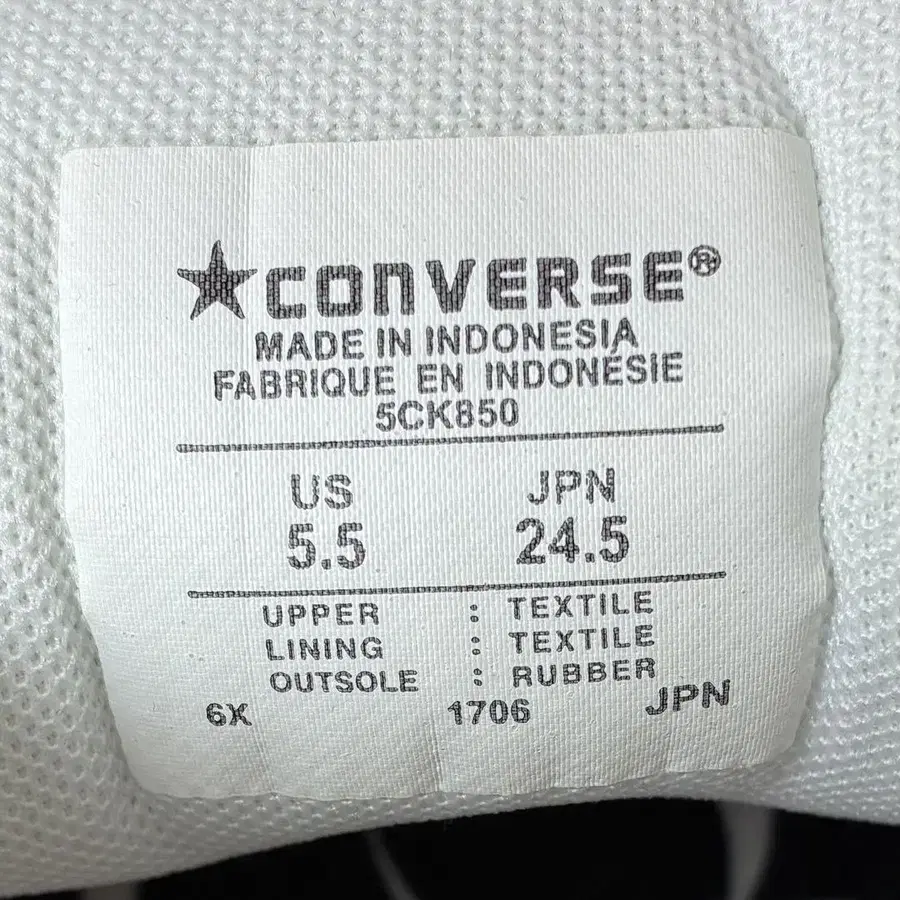 ★CONVERSE®
MADE IN INDONESIA
FABRIQUE EN INDONÉSIE
5CK850
US JPN
5.5 24.5
UPPER : TEXTILE
LINING : TEXTILE
OUTSOLE : RUBBER
6X 1706 JPN